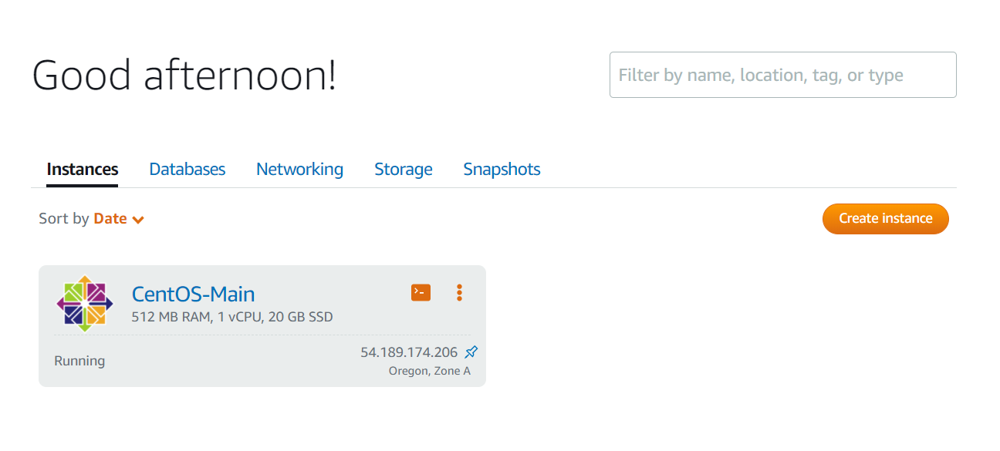 Good afternoon!
Filter by name, location, tag, or type
Instances Databases Networking Storage Snapshots
Sort by Date
Create instance
CentOS-Main
512 MB RAM, 1 vCPU, 20 GB SSD
Running
54.189.174.206
Oregon, Zone A